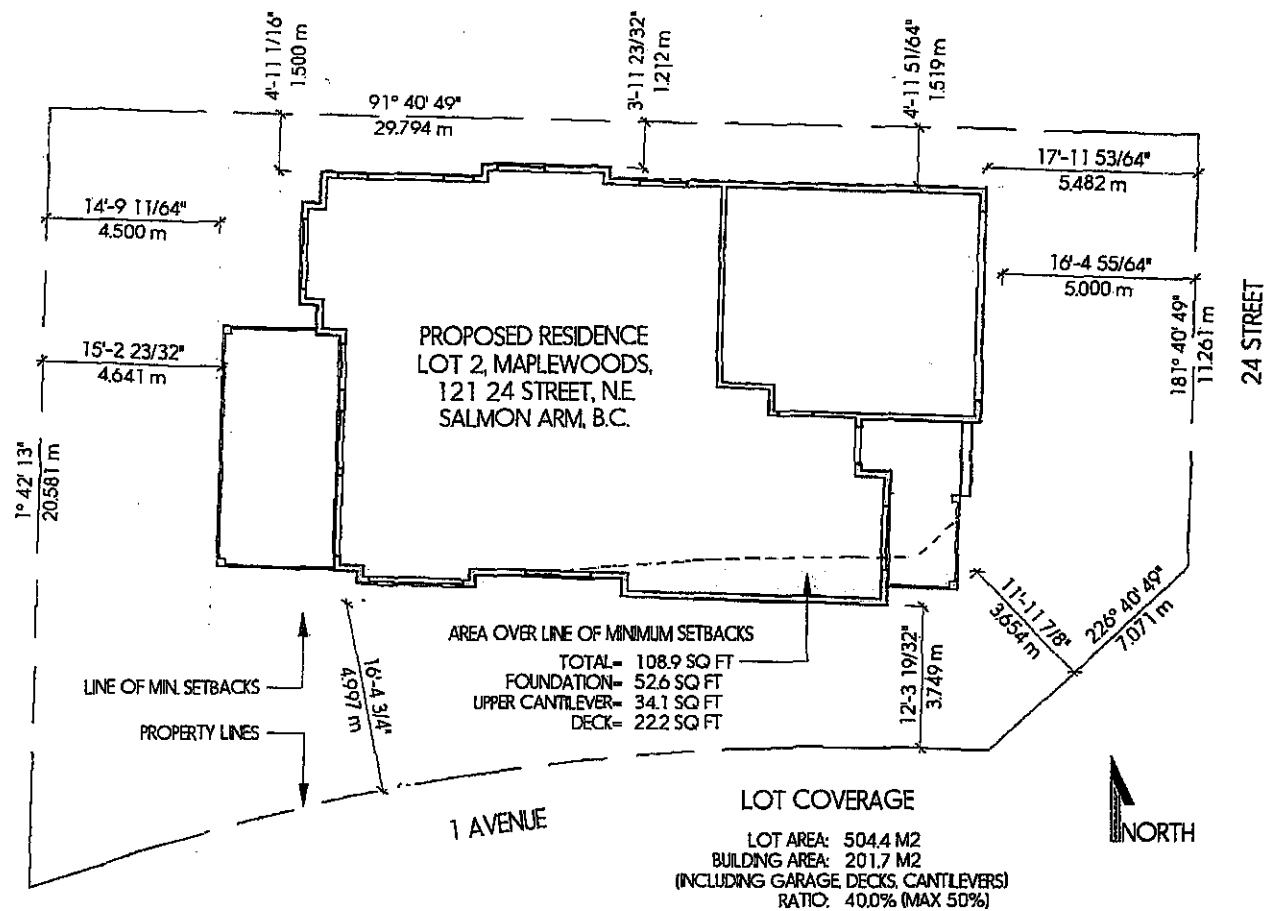 4'-11 1/16"
1.500 m
91° 40' 49"
29.794 m
3'-11 23/32"
1.212 m
4'-11 51/64"
1.519 m
17'-11 53/64"
5.482 m
14'-9 11/64"
4.500 m
16'-4 55/64"
5.000 m
15'-2 23/32"
4.641 m
PROPOSED RESIDENCE
LOT 2, MAPLEWOODS,
121 24 STREET, N.E.
SALMON ARM, B.C.
181° 40' 49"
11.261 m
24 STREET
1° 42' 13"
20.581 m
11'-11 7/8"
3.654 m
226° 40' 49"
7.071 m
AREA OVER LINE OF MINIMUM SETBACKS
TOTAL= 108.9 SQ FT
FOUNDATION= 52.6 SQ FT
UPPER CANTILEVER= 34.1 SQ FT
DECK= 22.2 SQ FT
LINE OF MIN. SETBACKS
16'-4 3/4"
4.997 m
12'-3 19/32"
3.749 m
PROPERTY LINES
1 AVENUE
LOT COVERAGE
LOT AREA: 504.4 M2
BUILDING AREA: 201.7 M2
(INCLUDING GARAGE, DECKS, CANTILEVERS)
RATIO: 40.0% (MAX 50%)
NORTH